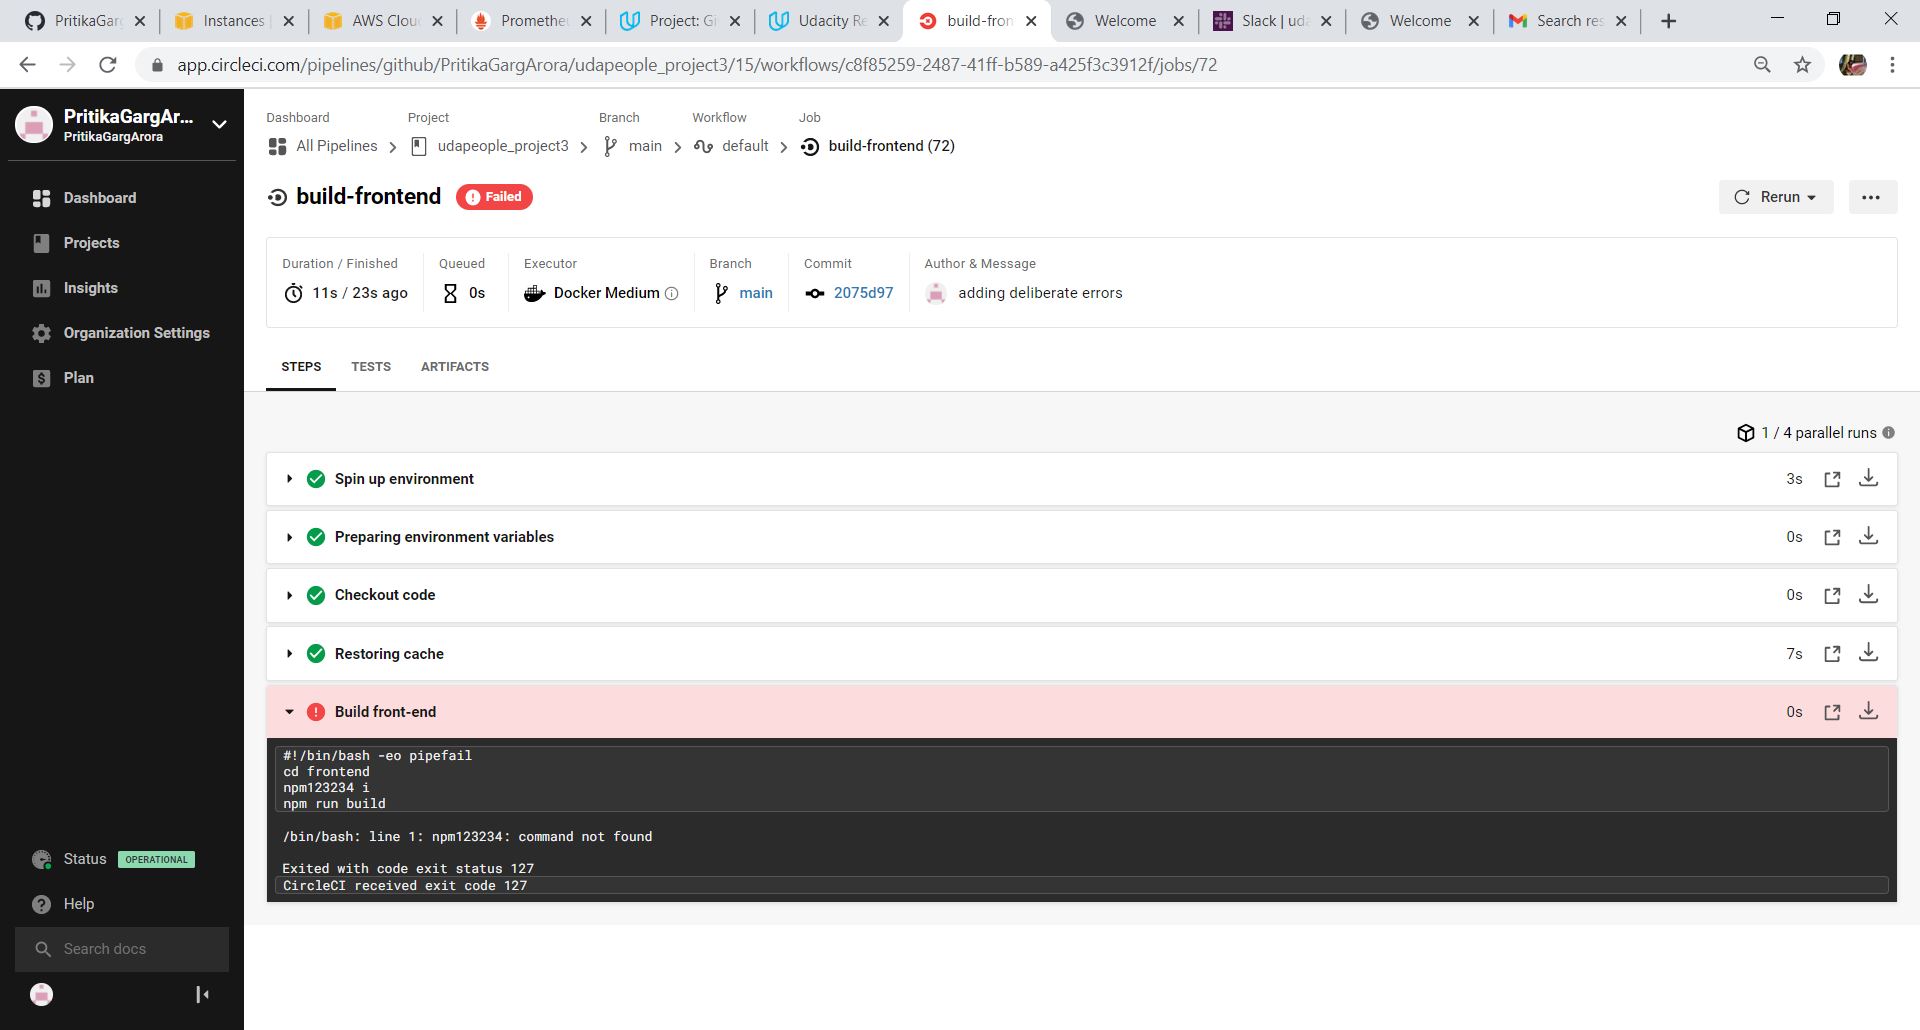 PritikaGarg
Instances
AWS Clou
Prometheu
Project: Gi
Udacity Re
build-fron
Welcome
Slack | uda
Welcome
Search res
app.circleci.com/pipelines/github/PritikaGargArora/udapeople_project3/15/workflows/c8f85259-2487-41ff-b589-a425f3c3912f/jobs/72
PritikaGargAr...
PritikaGargArora
Dashboard
Projects
Insights
Organization Settings
Plan
Status OPERATIONAL
Help
Search docs
Dashboard Project Branch Workflow Job
All Pipelines udapeople_project3 main default build-frontend (72)
build-frontend Failed
Rerun
Duration / Finished Queued Executor Branch Commit Author & Message
11s / 23s ago 0s Docker Medium main 2075d97 adding deliberate errors
STEPS TESTS ARTIFACTS
1 / 4 parallel runs
Spin up environment 3s
Preparing environment variables 0s
Checkout code 0s
Restoring cache 7s
Build front-end 0s
#!/bin/bash -eo pipefail
cd frontend
npm123234 i
npm run build
/bin/bash: line 1: npm123234: command not found
Exited with code exit status 127
CircleCI received exit code 127